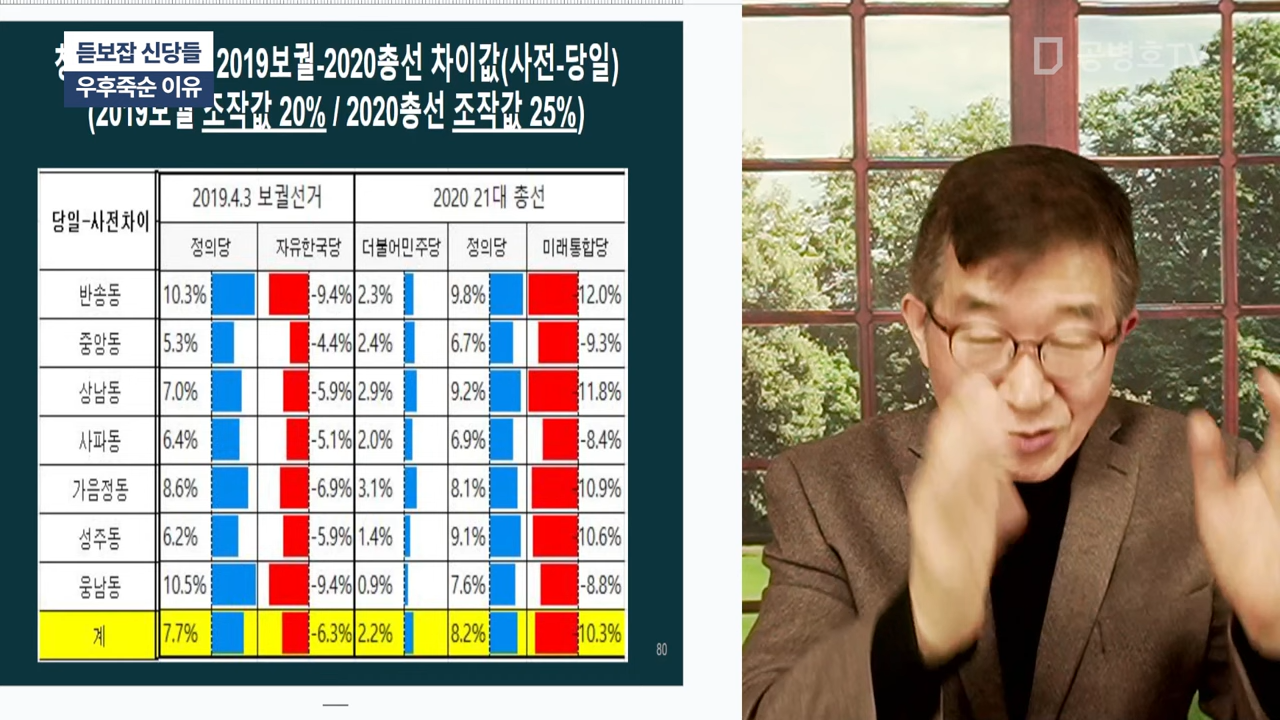 듣보잡 신당들
우후죽순 이유
2019보궐-2020총선 차이값(사전-당일)
(2019보궐 조작값 20% / 2020총선 조작값 25%)
공병호TV
당일-사전차이 2019.4.3 보궐선거 2020 21대 총선
정의당 자유한국당 더불어민주당 정의당 미래통합당
반송동 10.3% -9.4% 2.3% 9.8% -12.0%
중앙동 5.3% -4.4% 2.4% 6.7% -9.3%
상남동 7.0% -5.9% 2.9% 9.2% -11.8%
사파동 6.4% -5.1% 2.0% 6.9% -8.4%
가음정동 8.6% -6.9% 3.1% 8.1% -10.9%
성주동 6.2% -5.9% 1.4% 9.1% -10.6%
웅남동 10.5% -9.4% 0.9% 7.6% -8.8%
계 7.7% -6.3% 2.2% 8.2% -10.3%
80